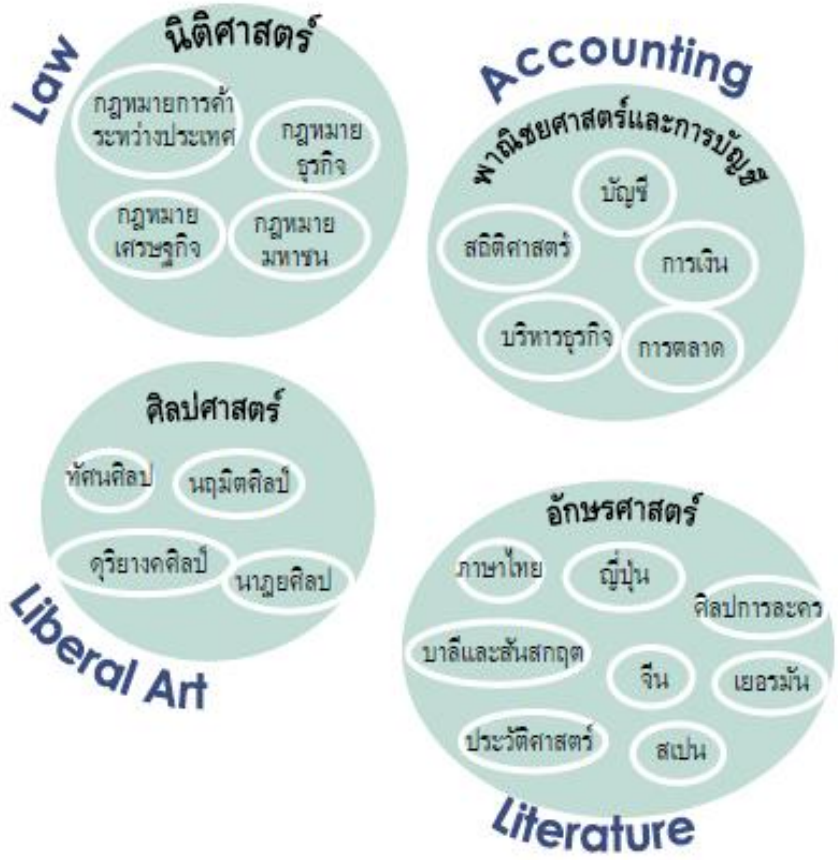 Law
นิติศาสตร์
กฎหมายการค้า
ระหว่างประเทศ
กฎหมาย
ธุรกิจ
กฎหมาย
เศรษฐกิจ
กฎหมาย
มหาชน
Accounting
พาณิชยศาสตร์และการบัญชี
บัญชี
สถิติศาสตร์
การเงิน
บริหารธุรกิจ
การตลาด
ศิลปศาสตร์
ทัศนศิลป
นฤมิตศิลป์
ดุริยางคศิลป์
นาฏยศิลป
Liberal Art
อักษรศาสตร์
ภาษาไทย
ญี่ปุ่น
ศิลปการละคร
บาลีและสันสกฤต
จีน
เยอรมัน
ประวัติศาสตร์
สเปน
Literature